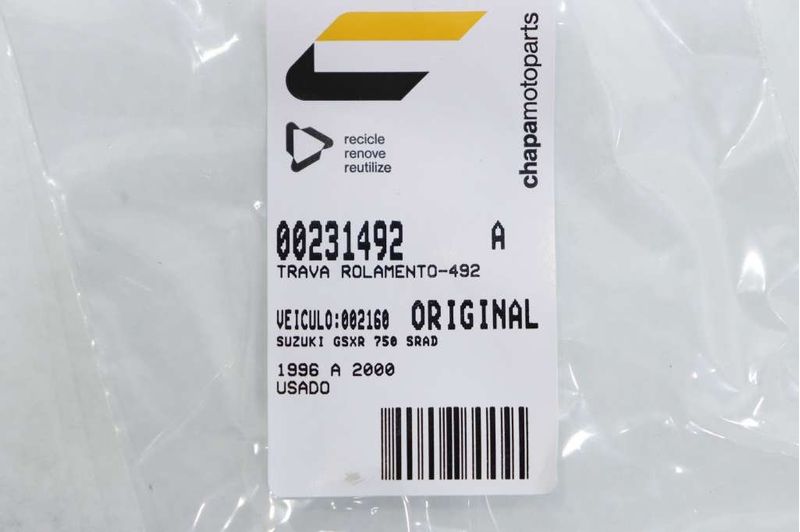 chapamotoparts
recicle
renove
reutilize
00231492 A
TRAVA ROLAMENTO-492
VEICULO:002160 ORIGINAL
SUZUKI GSXR 750 SRAD
1996 A 2000
USADO